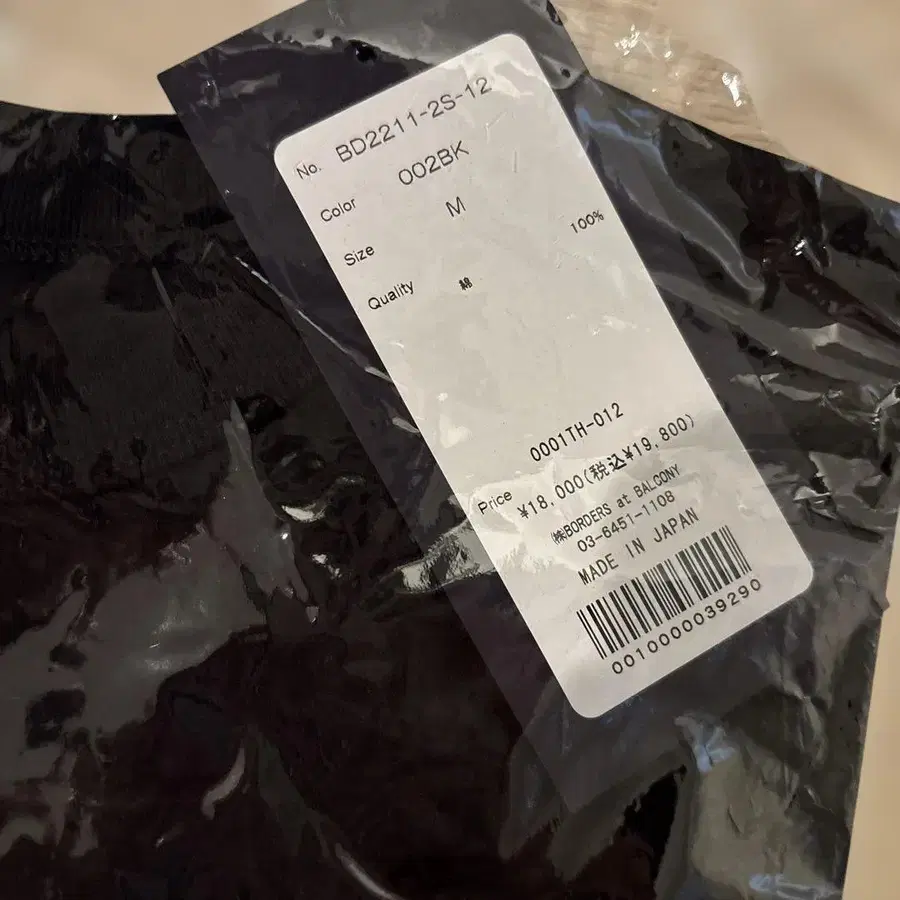 No. BD2211-2S-12
Color 002BK
Size M
Quality 綿 100%
0001TH-012
Price ¥18,000(税込¥19,800)
㈱BORDERS at BALCONY
03-6451-1108
MADE IN JAPAN
0010000039290